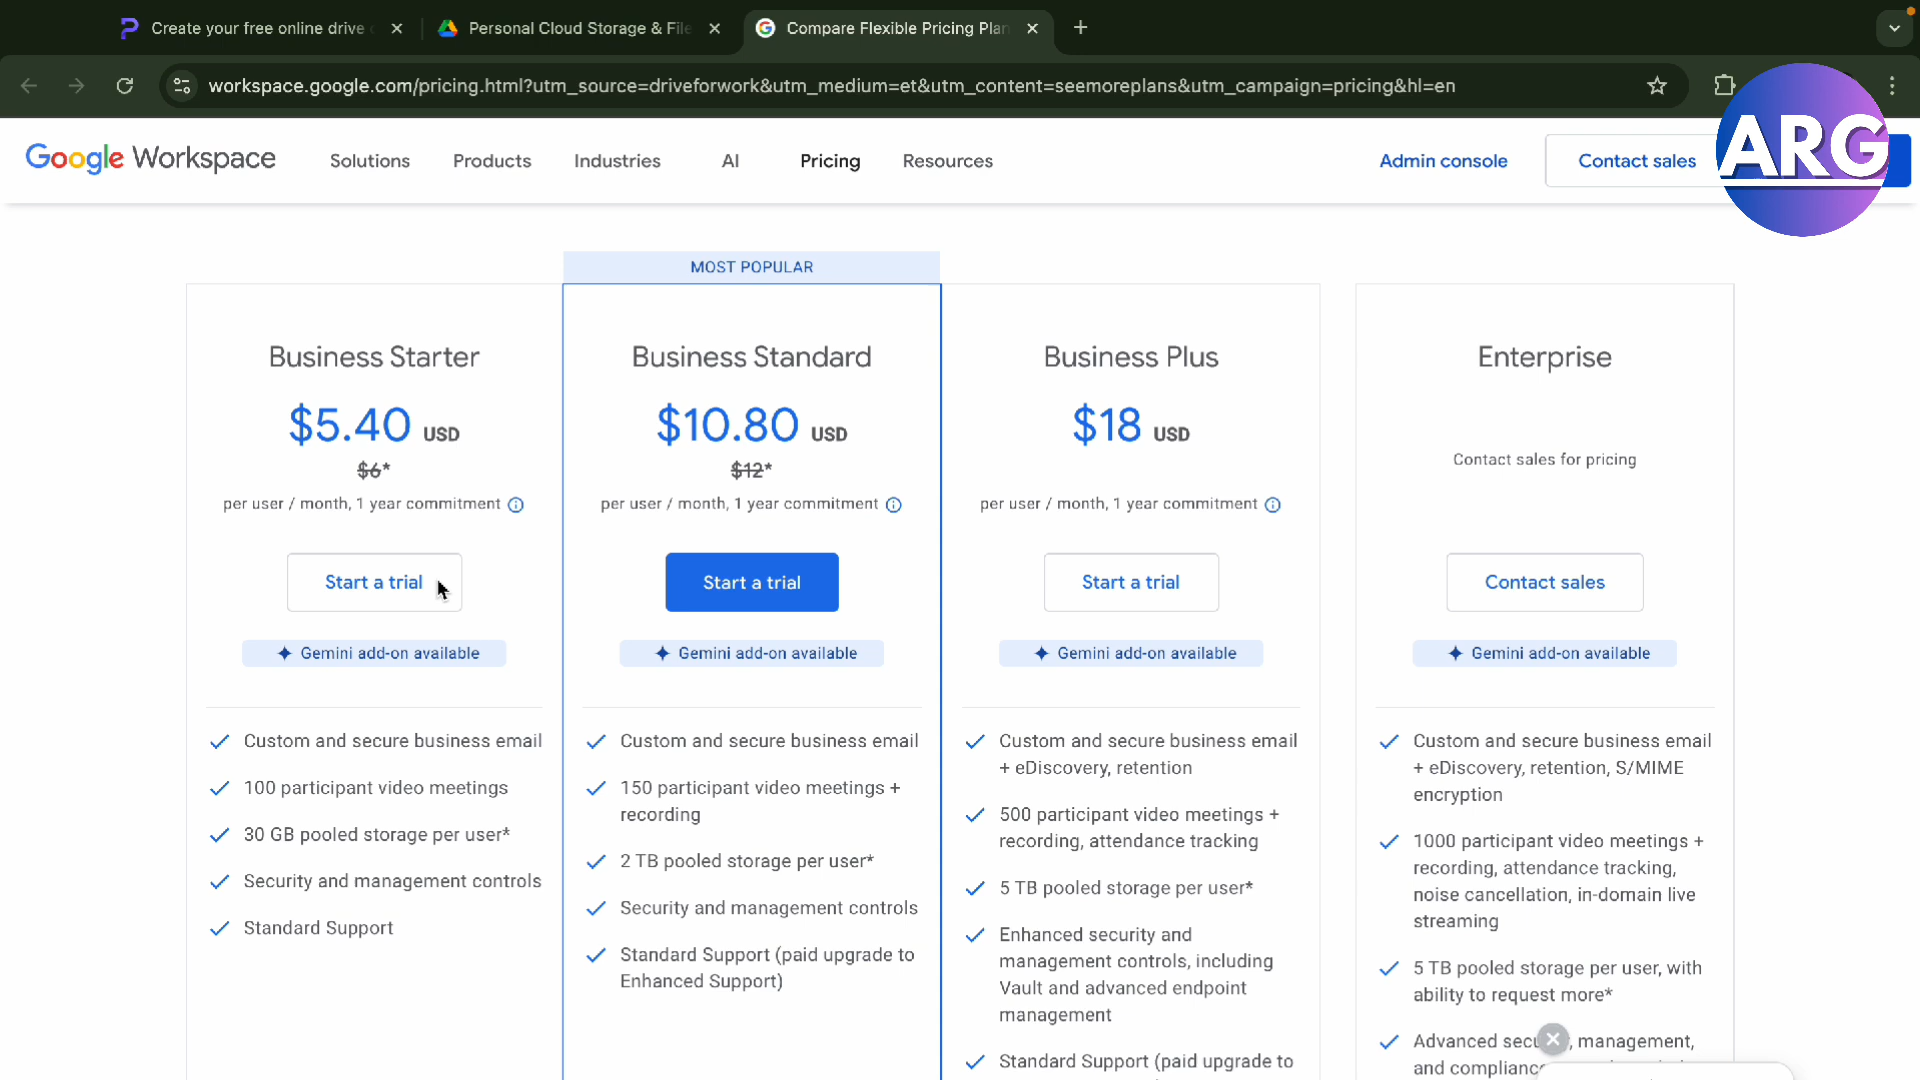 Create your free online drive
Personal Cloud Storage & File
Compare Flexible Pricing Plan
workspace.google.com/pricing.html?utm_source=driveforwork&utm_medium=et&utm_content=seemoreplans&utm_campaign=pricing&hl=en
ARG
Google Workspace
Solutions
Products
Industries
AI
Pricing
Resources
Admin console
Contact sales
MOST POPULAR
Business Starter
$5.40 USD
$6*
per user / month, 1 year commitment
Start a trial
Gemini add-on available
Custom and secure business email
100 participant video meetings
30 GB pooled storage per user*
Security and management controls
Standard Support
Business Standard
$10.80 USD
$12*
per user / month, 1 year commitment
Start a trial
Gemini add-on available
Custom and secure business email
150 participant video meetings +
recording
2 TB pooled storage per user*
Security and management controls
Standard Support (paid upgrade to
Enhanced Support)
Business Plus
$18 USD
per user / month, 1 year commitment
Start a trial
Gemini add-on available
Custom and secure business email
+ eDiscovery, retention
500 participant video meetings +
recording, attendance tracking
5 TB pooled storage per user*
Enhanced security and
management controls, including
Vault and advanced endpoint
management
Standard Support (paid upgrade to
Enterprise
Contact sales for pricing
Contact sales
Gemini add-on available
Custom and secure business email
+ eDiscovery, retention, S/MIME
encryption
1000 participant video meetings +
recording, attendance tracking,
noise cancellation, in-domain live
streaming
5 TB pooled storage per user, with
ability to request more*
Advanced secu , management,
and compliance